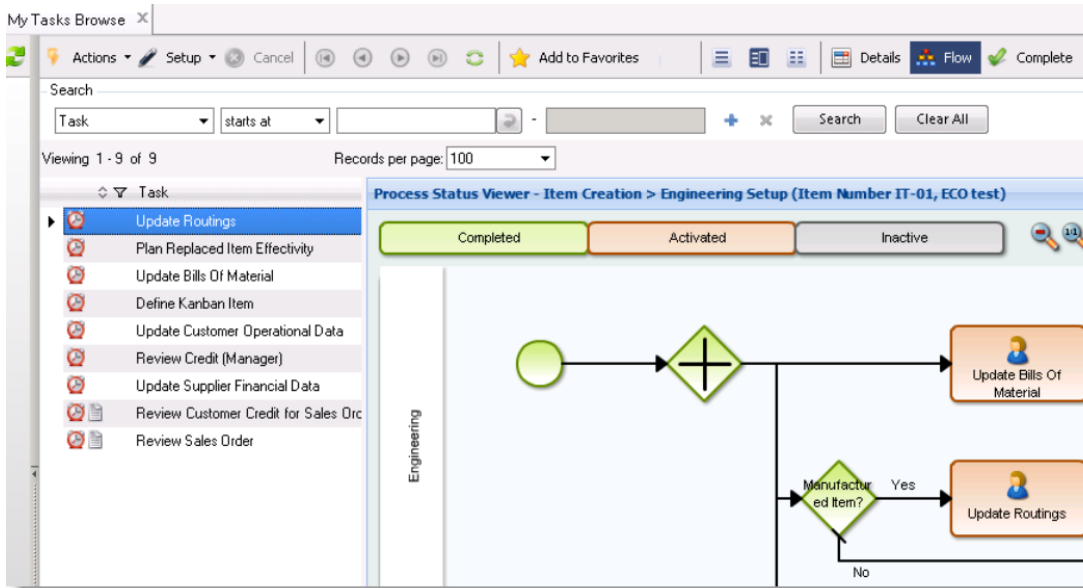 My Tasks Browse
Actions Setup Cancel Add to Favorites Details Flow Complete
Search
Task starts at - Search Clear All
Viewing 1 - 9 of 9 Records per page: 100
Task
Update Routings
Plan Replaced Item Effectivity
Update Bills Of Material
Define Kanban Item
Update Customer Operational Data
Review Credit (Manager)
Update Supplier Financial Data
Review Customer Credit for Sales Orc
Review Sales Order
Process Status Viewer - Item Creation > Engineering Setup (Item Number IT-01, ECO test)
Completed Activated Inactive
1:1
Engineering
Update Bills Of
Material
Manufactur
ed Item?
Yes
Update Routings
No